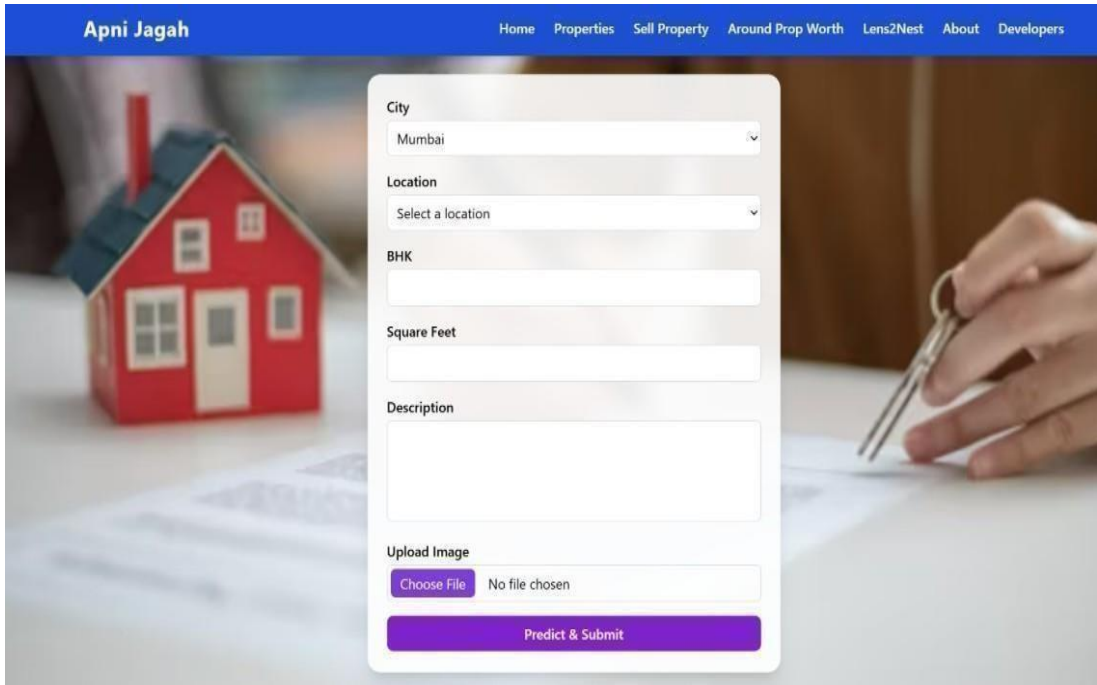 Apni Jagah
Home Properties Sell Property Around Prop Worth Lens2Nest About Developers
City
Mumbai
Location
Select a location
BHK
Square Feet
Description
Upload Image
Choose File No file chosen
Predict & Submit